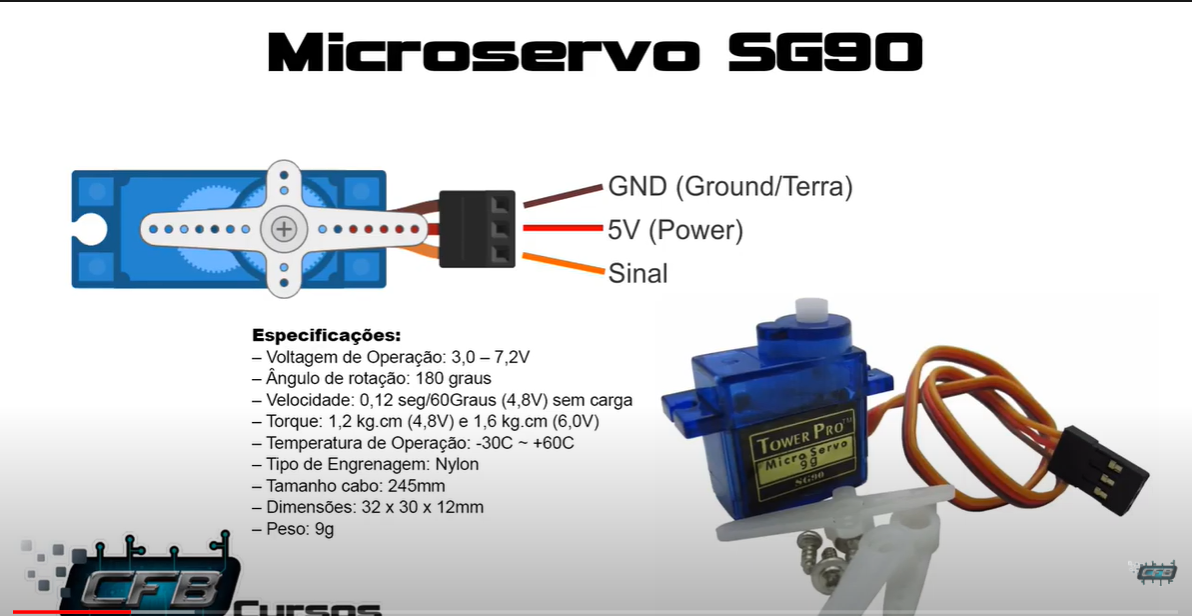 Microservo SG90
GND (Ground/Terra)
5V (Power)
Sinal
Especificações:
– Voltagem de Operação: 3,0 – 7,2V
– Ângulo de rotação: 180 graus
– Velocidade: 0,12 seg/60Graus (4,8V) sem carga
– Torque: 1,2 kg.cm (4,8V) e 1,6 kg.cm (6,0V)
– Temperatura de Operação: -30C ~ +60C
– Tipo de Engrenagem: Nylon
– Tamanho cabo: 245mm
– Dimensões: 32 x 30 x 12mm
– Peso: 9g
TOWER PRO™
Micro Servo
9g
SG90
CFB
Cursos
CFB